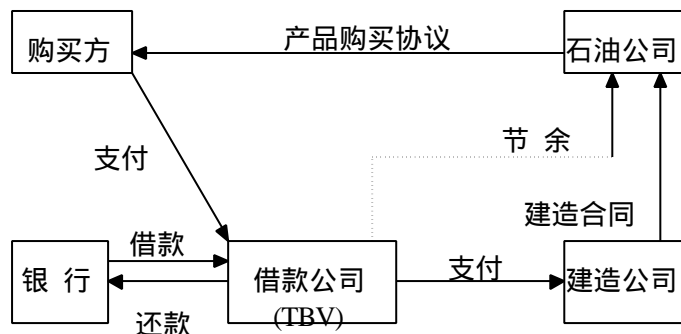 产品购买协议
购买方
石油公司
节 余
支付
建造合同
借款
支付
银 行
借款公司
建造公司
(TBV)
还款